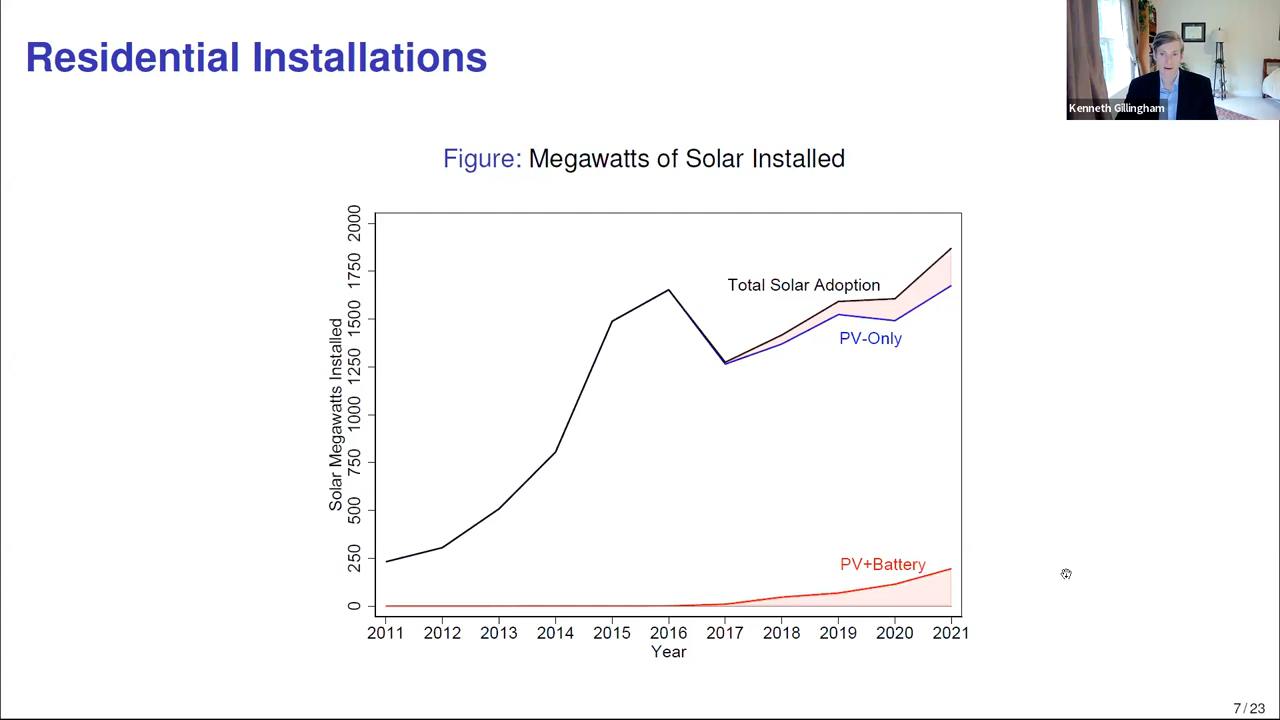 Residential Installations
Kenneth Gillingham
Figure: Megawatts of Solar Installed
Solar Megawatts Installed
2000
1750
1500
1250
1000
750
500
250
0
Total Solar Adoption
PV-Only
PV+Battery
2011 2012 2013 2014 2015 2016 2017 2018 2019 2020 2021
Year
7 / 23